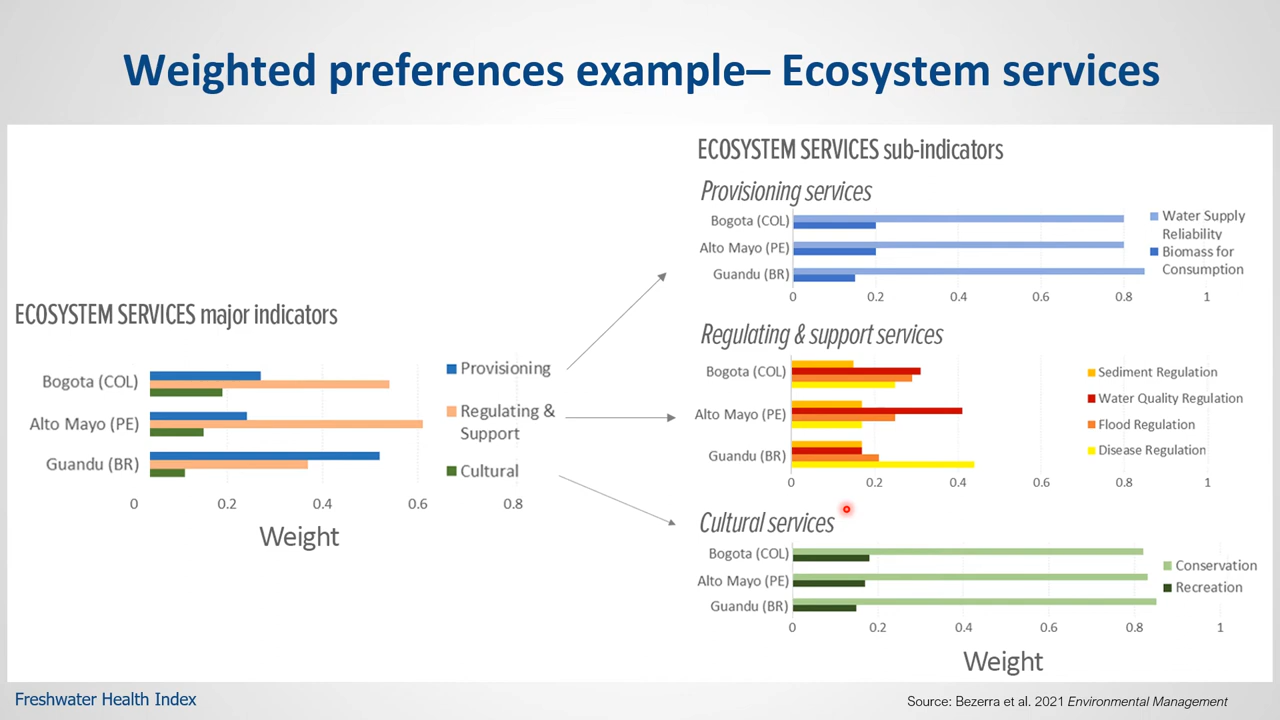 Weighted preferences example– Ecosystem services
ECOSYSTEM SERVICES major indicators
Bogota (COL)
Alto Mayo (PE)
Guandu (BR)
0 0.2 0.4 0.6 0.8
Weight
Provisioning
Regulating &
Support
Cultural
ECOSYSTEM SERVICES sub-indicators
Provisioning services
Bogota (COL)
Alto Mayo (PE)
Guandu (BR)
0 0.2 0.4 0.6 0.8 1
Water Supply
Reliability
Biomass for
Consumption
Regulating & support services
Bogota (COL)
Alto Mayo (PE)
Guandu (BR)
0 0.2 0.4 0.6 0.8 1
Sediment Regulation
Water Quality Regulation
Flood Regulation
Disease Regulation
Cultural services
Bogota (COL)
Alto Mayo (PE)
Guandu (BR)
0 0.2 0.4 0.6 0.8 1
Conservation
Recreation
Weight
Freshwater Health Index
Source: Bezerra et al. 2021 Environmental Management